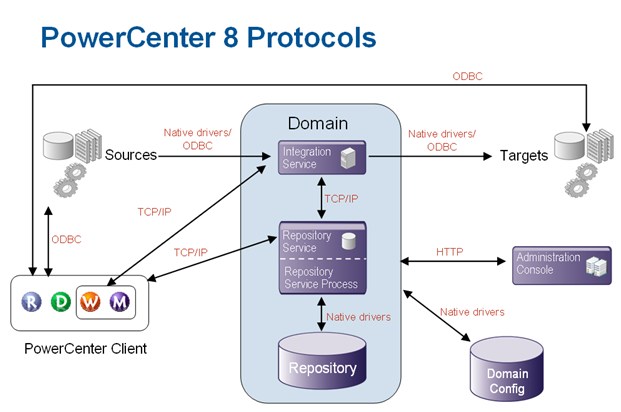 PowerCenter 8 Protocols
ODBC
Domain
Native drivers/
ODBC
Native drivers/
ODBC
Sources
Integration
Service
Targets
TCP/IP
TCP/IP
ODBC
TCP/IP
Repository
Service
Repository
Service Process
HTTP
Administration
Console
R D W M
Native drivers
Native drivers
PowerCenter Client
Repository
Domain
Config